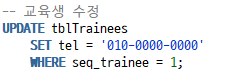 -- 교육생 수정
UPDATE tblTrainees
SET tel = '010-0000-0000'
WHERE seq_trainee = 1;